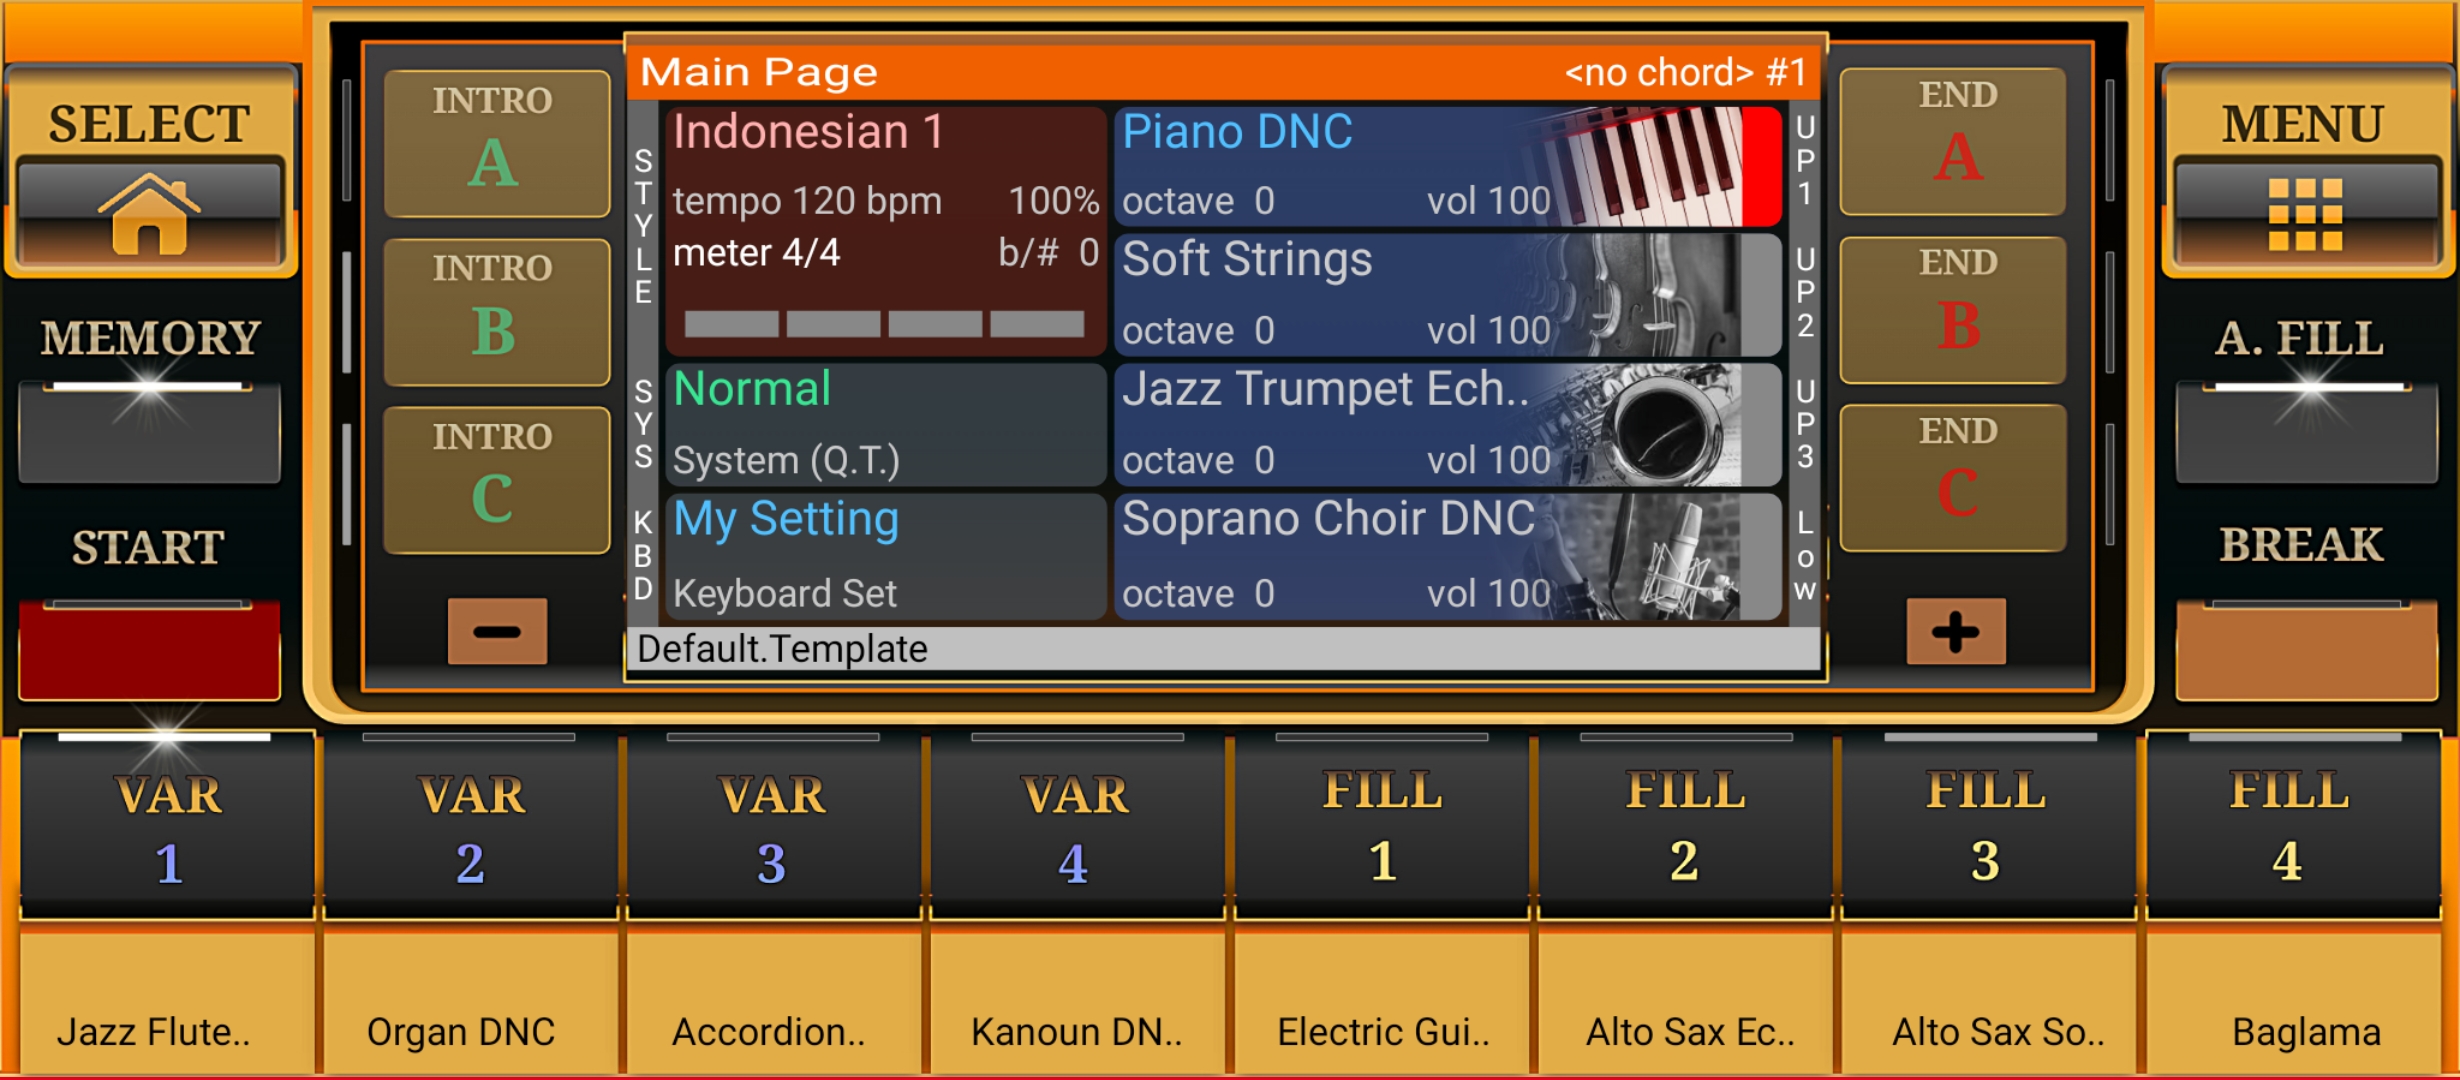 SELECT
MEMORY
START
INTRO
A
INTRO
B
INTRO
C
Main Page
<no chord> #1
STYLE
Indonesian 1
tempo 120 bpm 100%
meter 4/4 b/# 0
SYS
Normal
System (Q.T.)
KBD
My Setting
Keyboard Set
Piano DNC
octave 0 vol 100
UP1
Soft Strings
octave 0 vol 100
UP2
Jazz Trumpet Ech..
octave 0 vol 100
UP3
Soprano Choir DNC
octave 0 vol 100
Low
Default.Template
END
A
END
B
END
C
MENU
A. FILL
BREAK
VAR
1
VAR
2
VAR
3
VAR
4
FILL
1
FILL
2
FILL
3
FILL
4
Jazz Flute..
Organ DNC
Accordion..
Kanoun DN..
Electric Gui..
Alto Sax Ec..
Alto Sax So..
Baglama